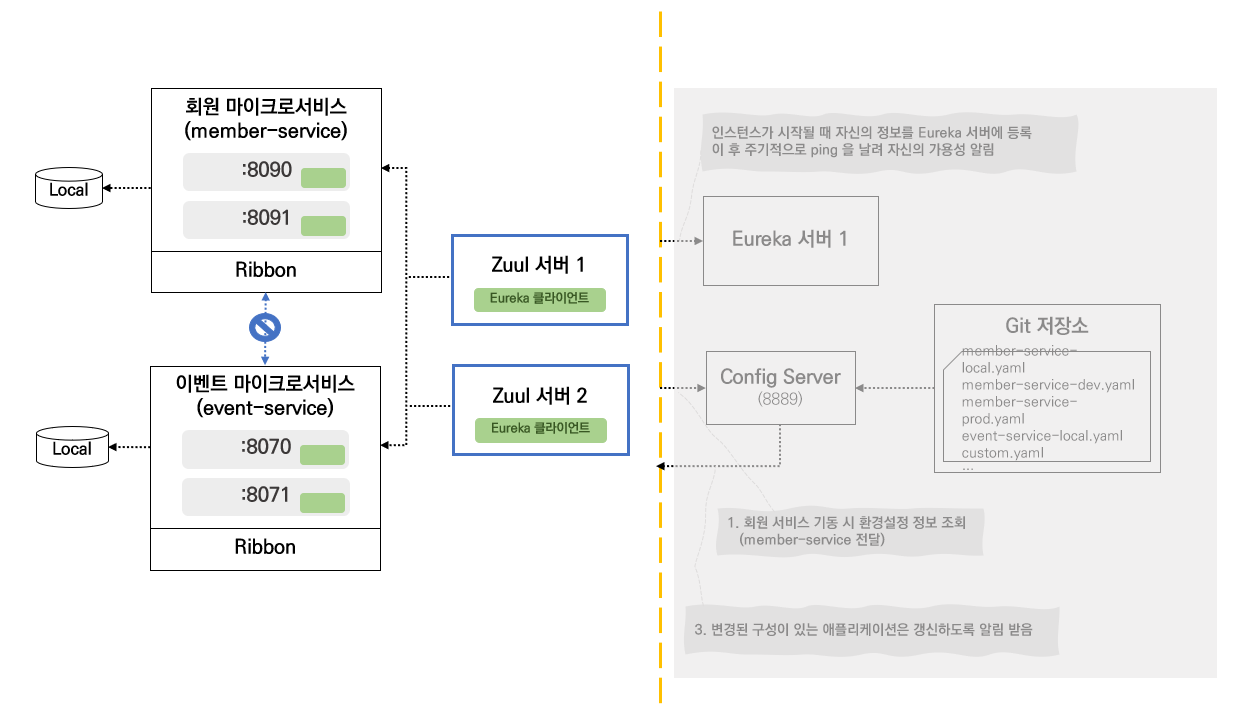 회원 마이크로서비스
(member-service)
:8090
:8091
Ribbon
Local
이벤트 마이크로서비스
(event-service)
:8070
:8071
Ribbon
Local
Zuul 서버 1
Eureka 클라이언트
Zuul 서버 2
Eureka 클라이언트
인스턴스가 시작될 때 자신의 정보를 Eureka 서버에 등록
이 후 주기적으로 ping 을 날려 자신의 가용성 알림
Eureka 서버 1
Config Server
(8889)
Git 저장소
member-service-
local.yaml
member-service-dev.yaml
member-service-
prod.yaml
event-service-local.yaml
custom.yaml
...
1. 회원 서비스 기동 시 환경설정 정보 조회
(member-service 전달)
3. 변경된 구성이 있는 애플리케이션은 갱신하도록 알림 받음